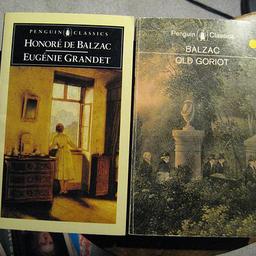 PENGUIN CLASSICS
HONORÉ DE BALZAC
EUGÉNIE GRANDET
Penguin Classics
BALZAC
OLD GORIOT